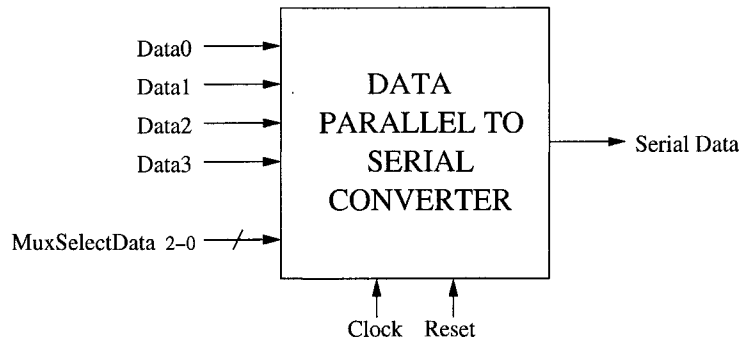 Data0
Data1
Data2
Data3
MuxSelectData 2-0
DATA
PARALLEL TO
SERIAL
CONVERTER
Serial Data
Clock
Reset